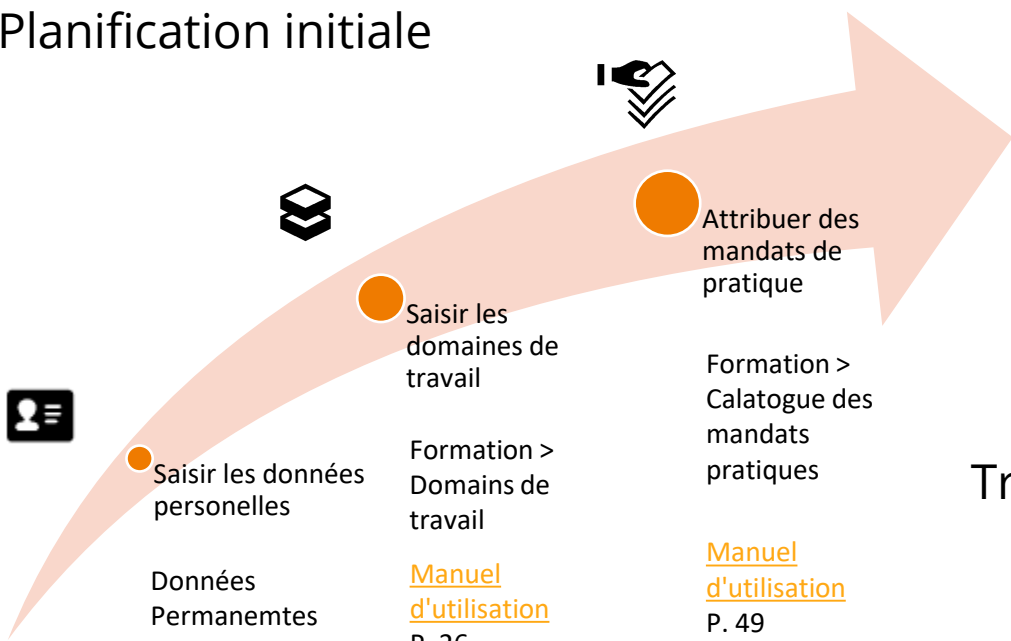 Planification initiale
Saisir les données
personelles
Données
Permanemtes
Saisir les
domaines de
travail
Formation >
Domains de
travail
Manuel
d'utilisation
Attribuer des
mandats de
pratique
Formation >
Calatogue des
mandats
pratiques
Manuel
d'utilisation
P. 49
Tr